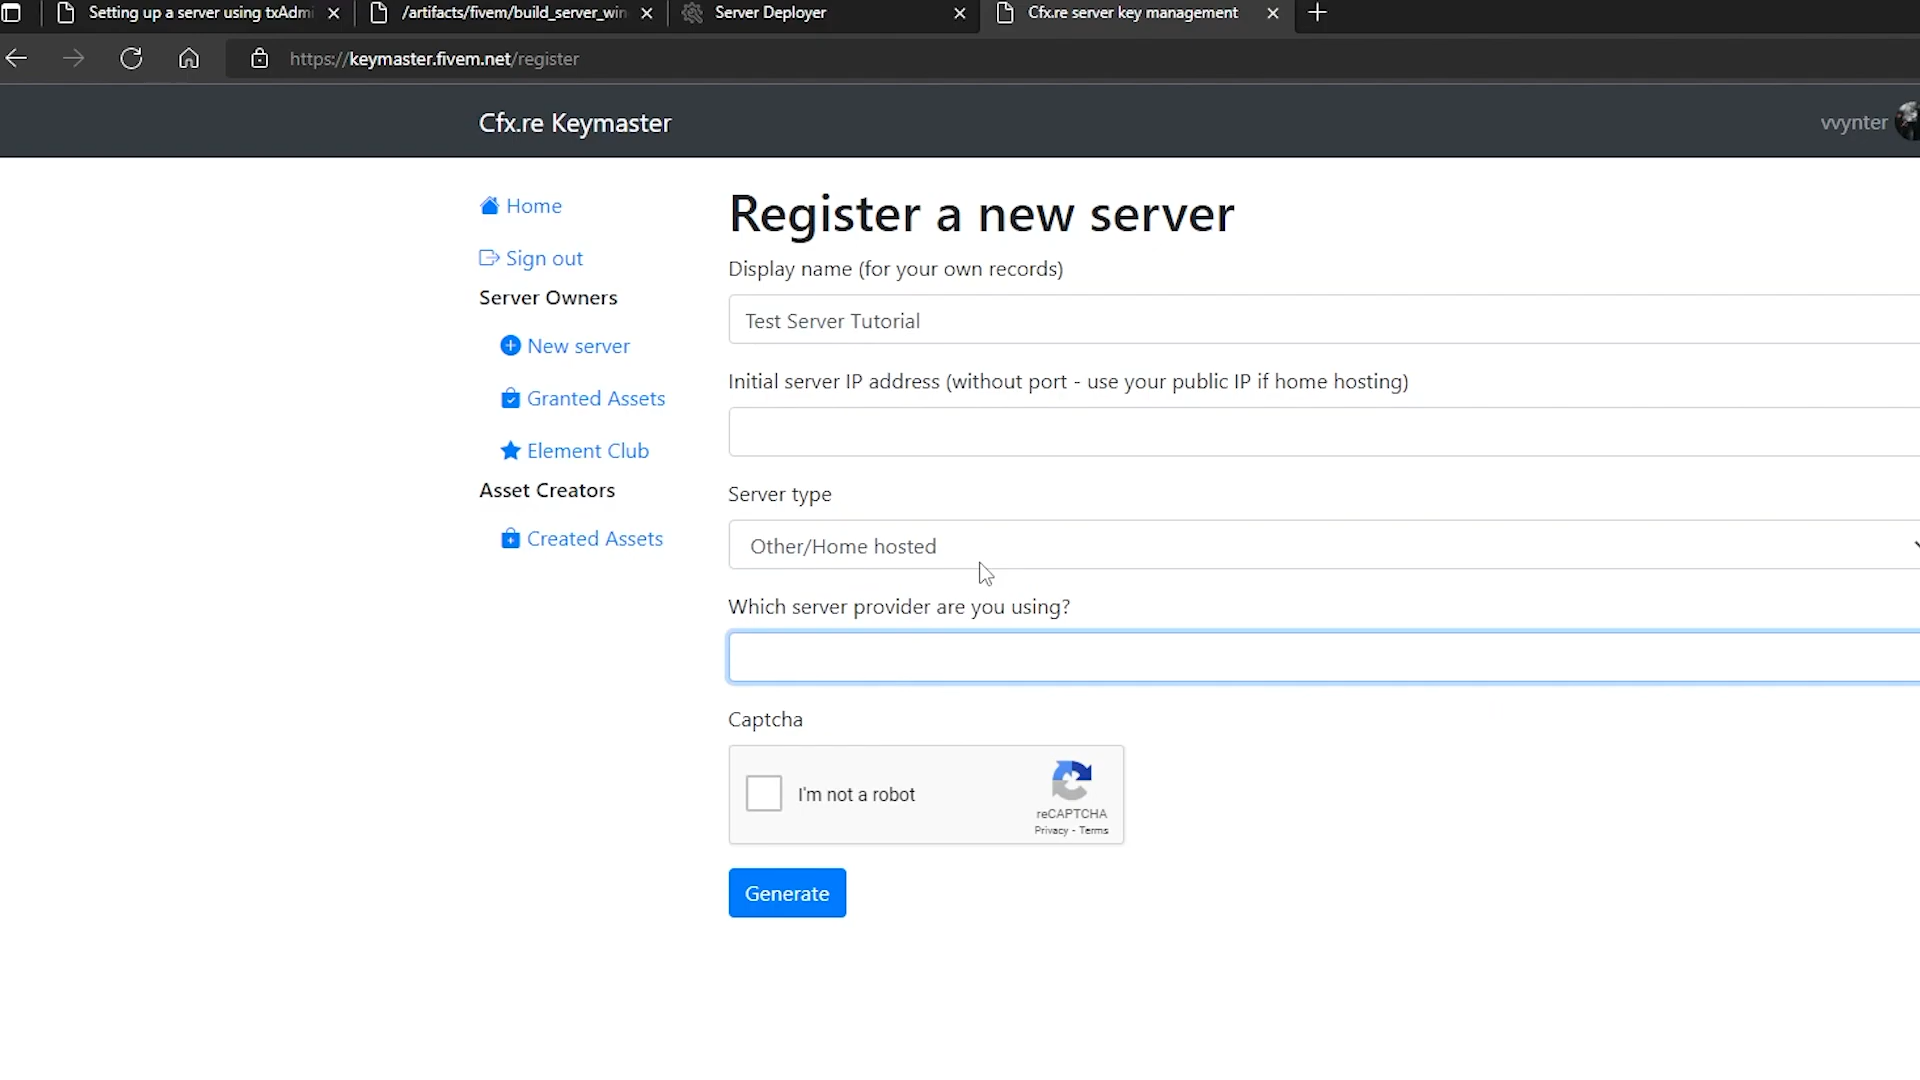 Setting up a server using txAdmi
/artifacts/fivem/build_server_win
Server Deployer
Cfx.re server key management
https://keymaster.fivem.net/register
Cfx.re Keymaster
vvynter
Home
Sign out
Server Owners
New server
Granted Assets
Element Club
Asset Creators
Created Assets
Register a new server
Display name (for your own records)
Test Server Tutorial
Initial server IP address (without port - use your public IP if home hosting)
Server type
Other/Home hosted
Which server provider are you using?
Captcha
I'm not a robot
reCAPTCHA
Privacy - Terms
Generate